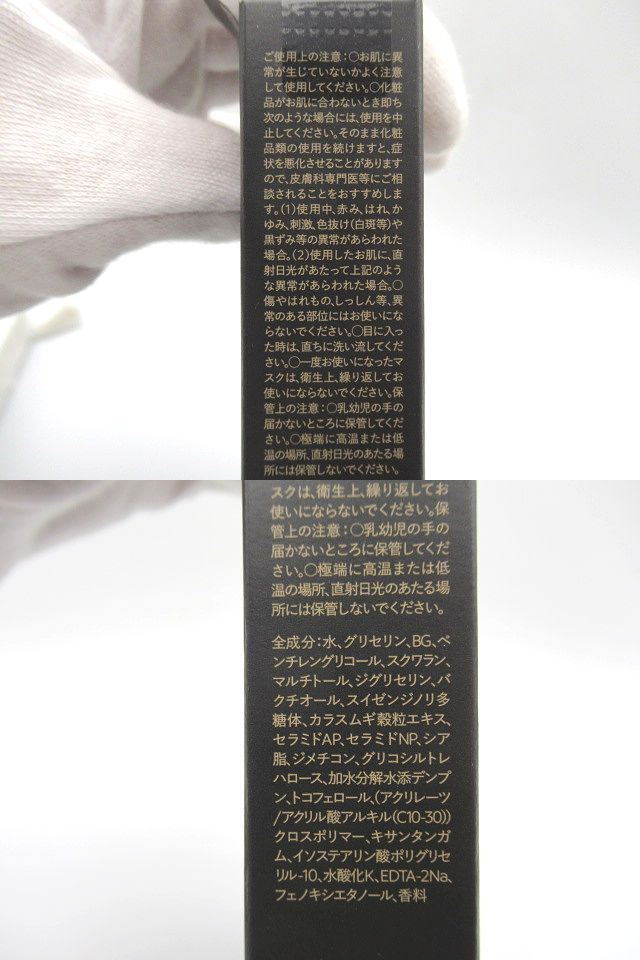 ご使用上の注意:○お肌に異
常が生じていないかよく注意
して使用してください。○化粧
品がお肌に合わないとき即ち
次のような場合には、使用を中
止してください。そのまま化粧
品類の使用を続けますと、症
状を悪化させることがあります
ので、皮膚科専門医等にご相
談されることをおすすめしま
す。(1)使用中、赤み、はれ、か
ゆみ、刺激、色抜け(白斑等)や
黒ずみ等の異常があらわれた
場合。(2)使用したお肌に、直
射日光があたって上記のよう
な異常があらわれた場合。○
傷やはれもの、しっしん等、異
常のある部位にはお使いにな
らないでください。○目に入っ
た時は、直ちに洗い流してくだ
さい。○一度お使いになったマ
スクは、衛生上、繰り返してお
使いにならないでください。保
管上の注意:○乳幼児の手の
届かないところに保管してくだ
さい。○極端に高温または低
温の場所、直射日光のあたる場
所には保管しないでください。
スクは、衛生上、繰り返してお
使いにならないでください。保
管上の注意:○乳幼児の手の
届かないところに保管してくだ
さい。○極端に高温または低
温の場所、直射日光のあたる場
所には保管しないでください。
全成分:水、グリセリン、BG、ペ
ンチレングリコール、スクワラン、
マルチトール、ジグリセリン、バ
クチオール、スイゼンジノリ多
糖体、カラスムギ穀粒エキス、
セラミドAP、セラミドNP、シア
脂、ジメチコン、グリコシルトレ
ハロース、加水分解水添デンプ
ン、トコフェロール、(アクリレーツ
/アクリル酸アルキル(C10-30))
クロスポリマー、キサンタンガ
ム、イソステアリン酸ポリグリセ
リル-10、水酸化K、EDTA-2Na、
フェノキシエタノール、香料